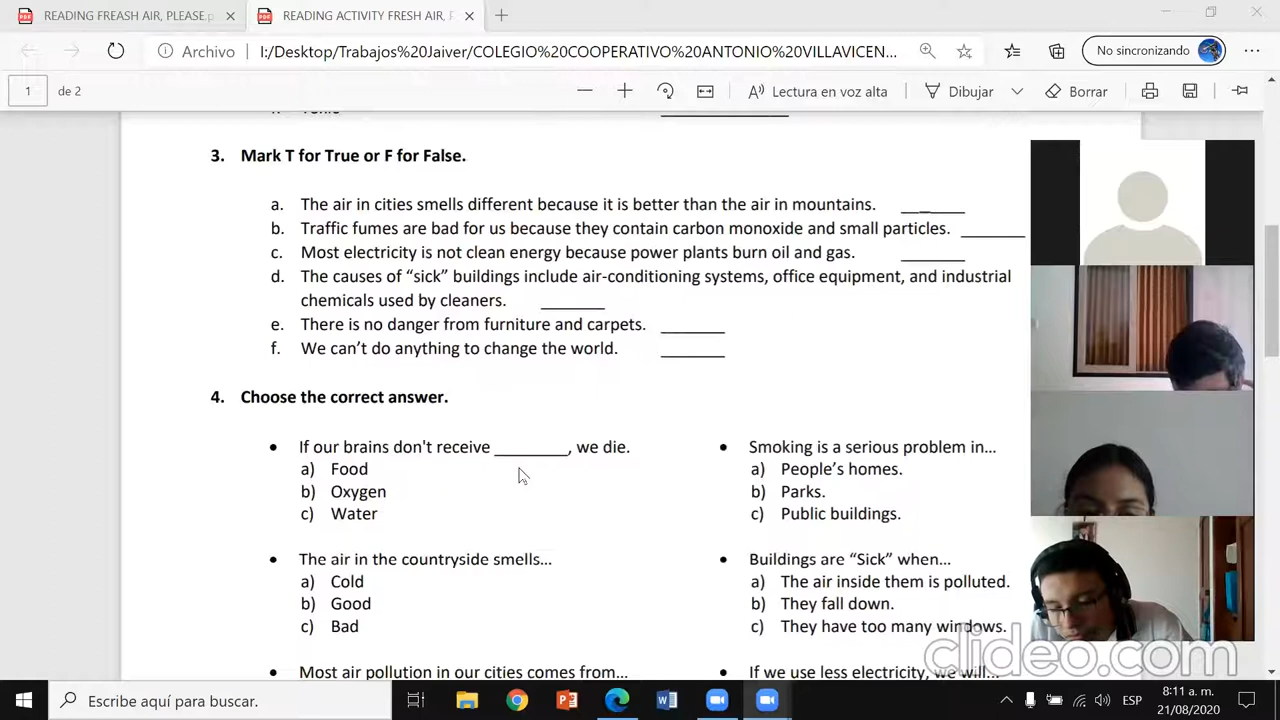 READING FREASH AIR, PLEASE.p
READING ACTIVITY FRESH AIR, P
Archivo
I:/Desktop/Trabajos%20Jaiver/COLEGIO%20COOPERATIVO%20ANTONIO%20VILLAVICEN...
No sincronizando
1 de 2
Lectura en voz alta
Dibujar
Borrar
3. Mark T for True or F for False.
a. The air in cities smells different because it is better than the air in mountains. _______
b. Traffic fumes are bad for us because they contain carbon monoxide and small particles. _______
c. Most electricity is not clean energy because power plants burn oil and gas. _______
d. The causes of “sick” buildings include air-conditioning systems, office equipment, and industrial
chemicals used by cleaners. _______
e. There is no danger from furniture and carpets. _______
f. We can’t do anything to change the world. _______
4. Choose the correct answer.
• If our brains don't receive ________, we die.
a) Food
b) Oxygen
c) Water
• The air in the countryside smells...
a) Cold
b) Good
c) Bad
• Most air pollution in our cities comes from...
• Smoking is a serious problem in...
a) People’s homes.
b) Parks.
c) Public buildings.
• Buildings are “Sick” when...
a) The air inside them is polluted.
b) They fall down.
c) They have too many windows.
• If we use less electricity, we will...
clideo.com
Escribe aquí para buscar.
ESP
8:11 a. m.
21/08/2020